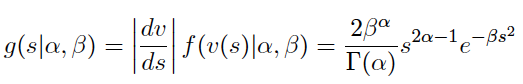 g(s|α, β) = |dv/ds| f(v(s)|α, β) = 2β^α/Γ(α) s^{2α−1} e^{−βs^2}